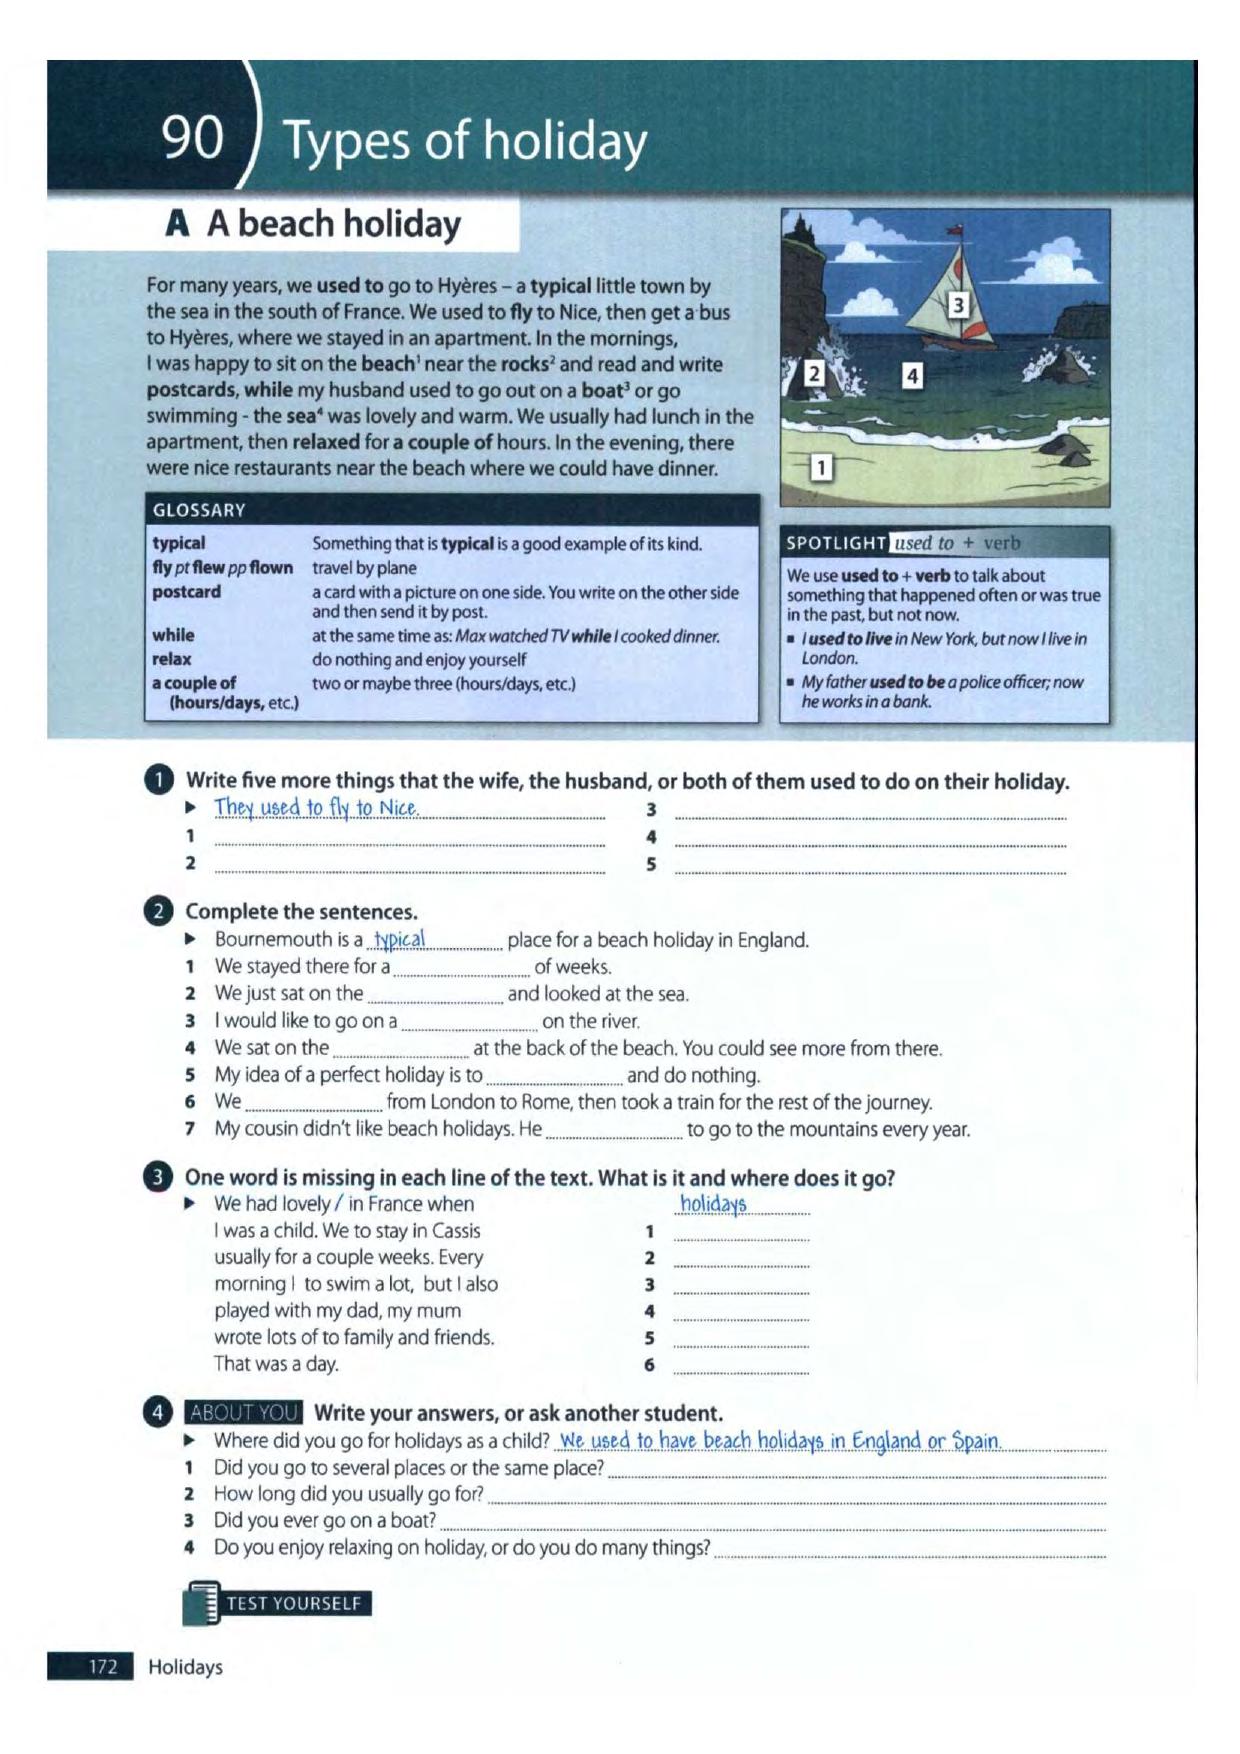 90 Types of holiday
A A beach holiday
For many years, we used to go to Hyères – a typical little town by
the sea in the south of France. We used to fly to Nice, then get a bus
to Hyères, where we stayed in an apartment. In the mornings,
I was happy to sit on the beach¹ near the rocks² and read and write
postcards, while my husband used to go out on a boat³ or go
swimming - the sea⁴ was lovely and warm. We usually had lunch in the
apartment, then relaxed for a couple of hours. In the evening, there
were nice restaurants near the beach where we could have dinner.
3
2
4
1
GLOSSARY
typical Something that is typical is a good example of its kind.
fly pt flew pp flown travel by plane
postcard a card with a picture on one side. You write on the other side
and then send it by post.
while at the same time as: Max watched TV while I cooked dinner.
relax do nothing and enjoy yourself
a couple of two or maybe three (hours/days, etc.)
(hours/days, etc.)
SPOTLIGHT used to + verb
We use used to + verb to talk about
something that happened often or was true
in the past, but not now.
▪ I used to live in New York, but now I live in
London.
▪ My father used to be a police officer; now
he works in a bank.
1 Write five more things that the wife, the husband, or both of them used to do on their holiday.
▶ They used to fly to Nice. 3
1 4
2 5
2 Complete the sentences.
▶ Bournemouth is a typical place for a beach holiday in England.
1 We stayed there for a of weeks.
2 We just sat on the and looked at the sea.
3 I would like to go on a on the river.
4 We sat on the at the back of the beach. You could see more from there.
5 My idea of a perfect holiday is to and do nothing.
6 We from London to Rome, then took a train for the rest of the journey.
7 My cousin didn't like beach holidays. He to go to the mountains every year.
3 One word is missing in each line of the text. What is it and where does it go?
▶ We had lovely / in France when holidays
I was a child. We to stay in Cassis 1
usually for a couple weeks. Every 2
morning I to swim a lot, but I also 3
played with my dad, my mum 4
wrote lots of to family and friends. 5
That was a day. 6
4 ABOUT YOU Write your answers, or ask another student.
▶ Where did you go for holidays as a child? We used to have beach holidays in England or Spain.
1 Did you go to several places or the same place?
2 How long did you usually go for?
3 Did you ever go on a boat?
4 Do you enjoy relaxing on holiday, or do you do many things?
TEST YOURSELF
172 Holidays